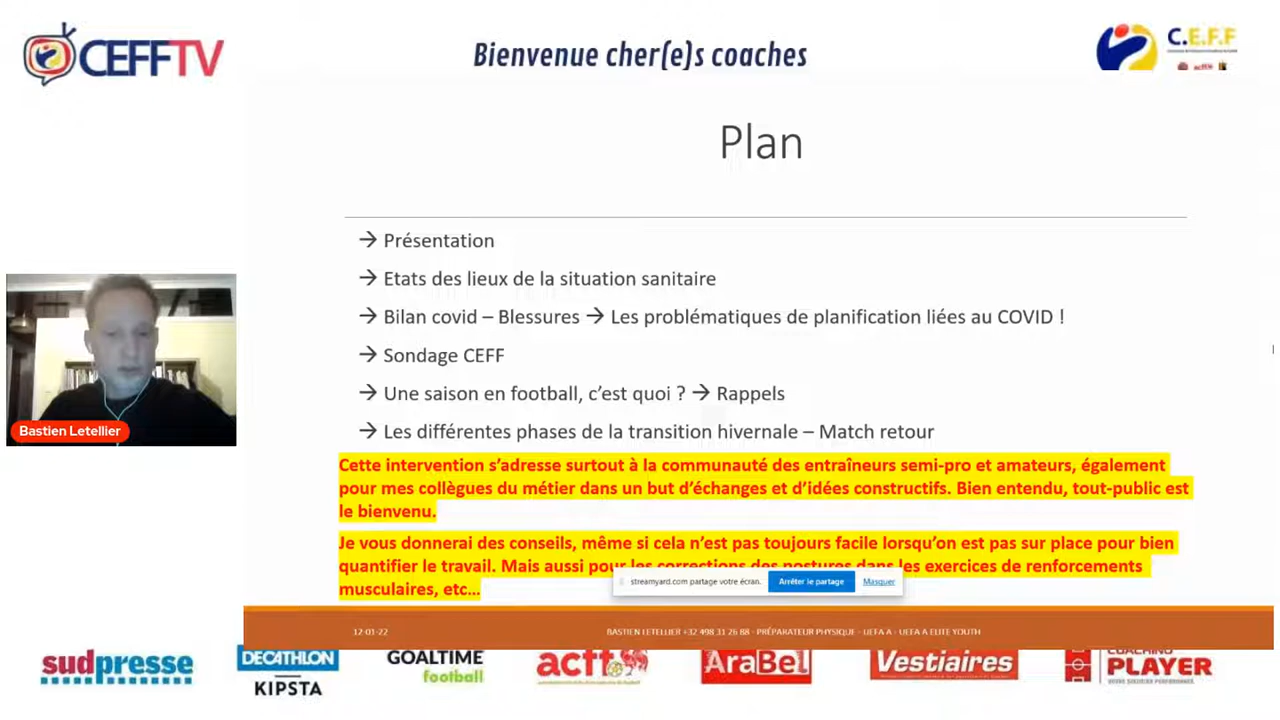 CEFFTV
Bienvenue cher(e)s coaches
C.E.F.F
Plan
→ Présentation
→ Etats des lieux de la situation sanitaire
→ Bilan covid – Blessures → Les problématiques de planification liées au COVID !
→ Sondage CEFF
→ Une saison en football, c’est quoi ? → Rappels
→ Les différentes phases de la transition hivernale – Match retour
Bastien Letellier
Cette intervention s’adresse surtout à la communauté des entraîneurs semi-pro et amateurs, également
pour mes collègues du métier dans un but d’échanges et d’idées constructifs. Bien entendu, tout-public est
le bienvenu.
Je vous donnerai des conseils, même si cela n’est pas toujours facile lorsqu’on est pas sur place pour bien
quantifier le travail. Mais aussi pour les corrections des postures dans les exercices de renforcements
musculaires, etc…
streamyard.com partage votre écran. Arrêter le partage Masquer
12-01-22 BASTIEN LETELLIER +32 498 31 26 68 - PRÉPARATEUR PHYSIQUE - UEFA A - UEFA A ELITE YOUTH
sudpresse
DECATHLON
KIPSTA
GOALTIME
football
actt
AraBel
Vestiaires
COACHING
PLAYER